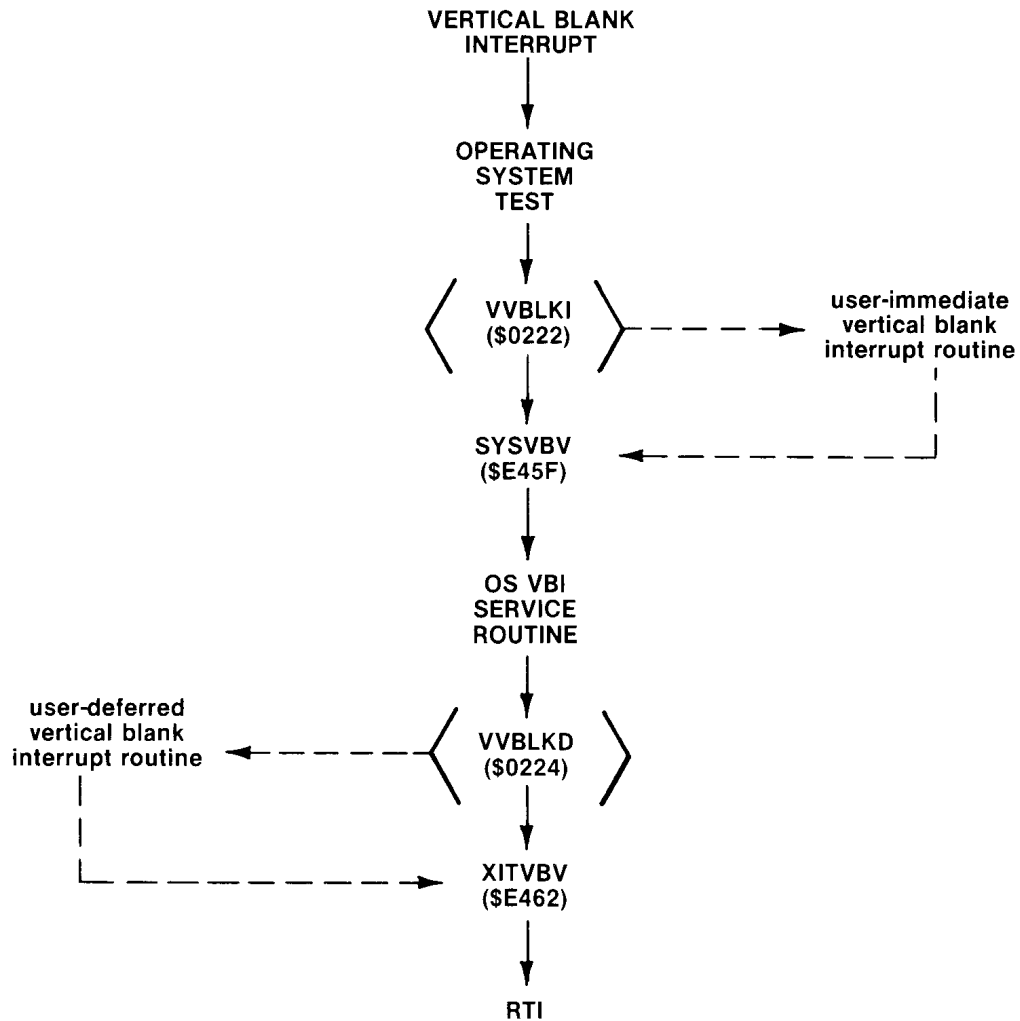 VERTICAL BLANK
INTERRUPT
OPERATING
SYSTEM
TEST
VVBLKI
($0222)
user-immediate
vertical blank
interrupt routine
SYSVBV
($E45F)
OS VBI
SERVICE
ROUTINE
user-deferred
vertical blank
interrupt routine
VVBLKD
($0224)
XITVBV
($E462)
RTI